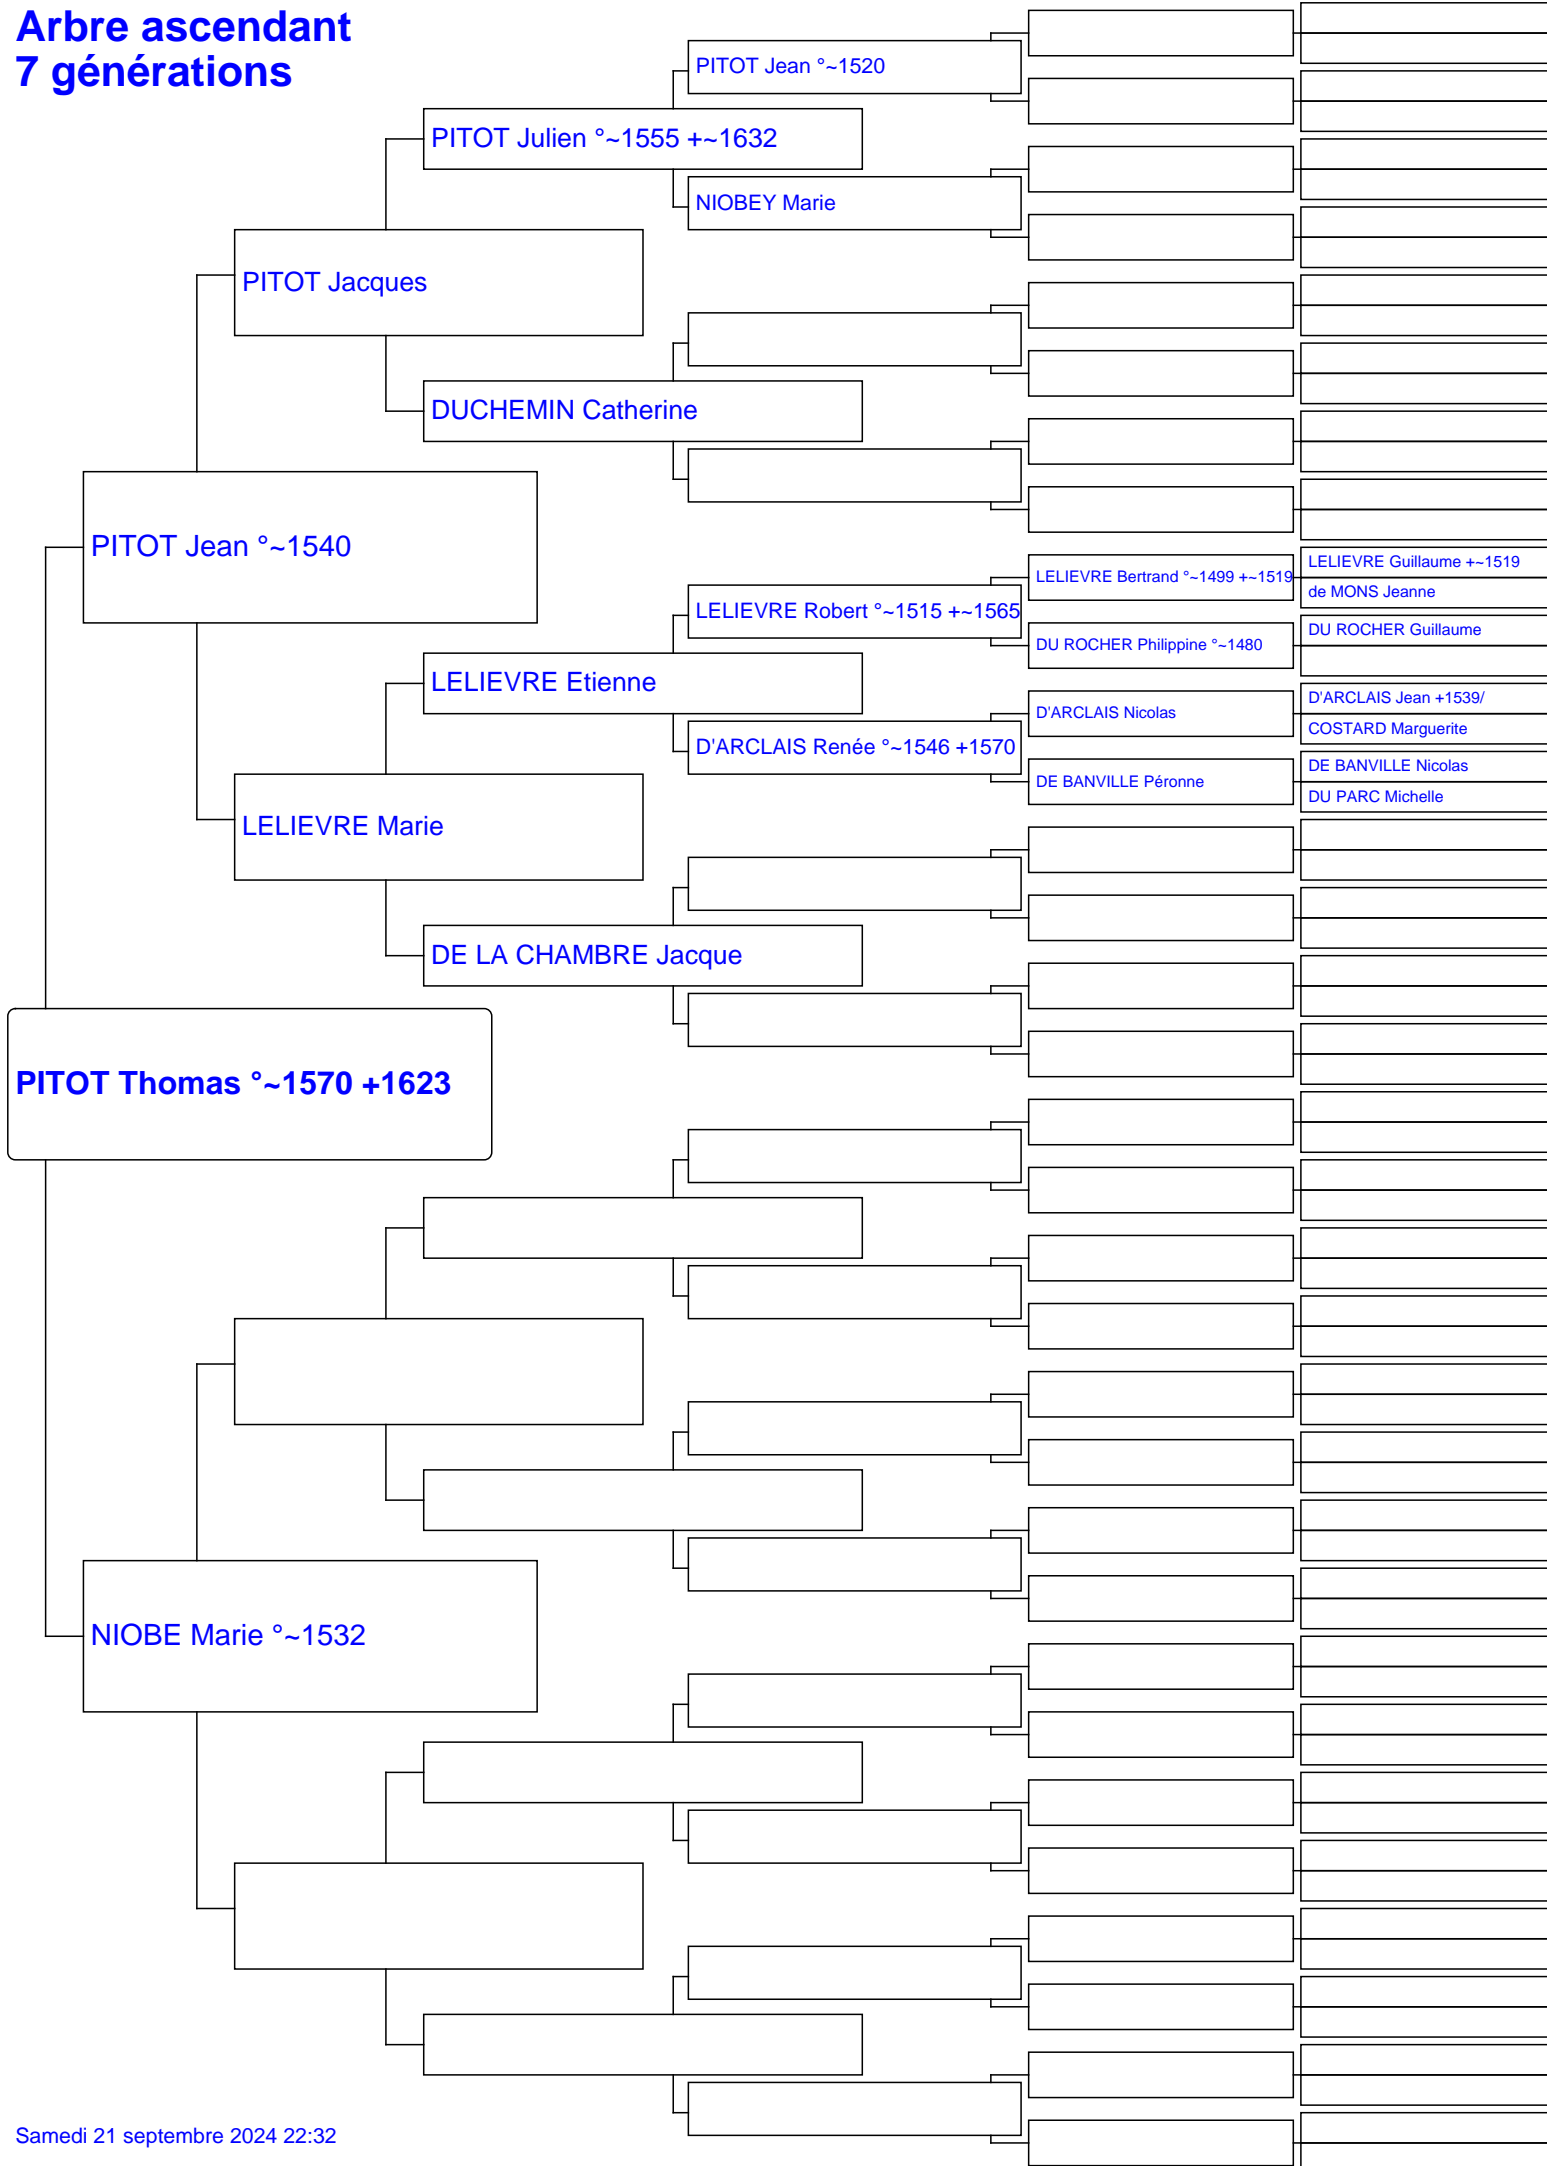 Arbre ascendant
7 générations
PITOT Jean °~1520
PITOT Julien °~1555 +~1632
NIOBEY Marie
PITOT Jacques
DUCHEMIN Catherine
PITOT Jean °~1540
LELIEVRE Guillaume +~1519
LELIEVRE Bertrand °~1499 +~1519
de MONS Jeanne
LELIEVRE Robert °~1515 +~1565
DU ROCHER Guillaume
DU ROCHER Philippine °~1480
LELIEVRE Etienne
D'ARCLAIS Jean +1539/
D'ARCLAIS Nicolas
COSTARD Marguerite
D'ARCLAIS Renée °~1546 +1570
DE BANVILLE Nicolas
DE BANVILLE Péronne
DU PARC Michelle
LELIEVRE Marie
DE LA CHAMBRE Jacque
PITOT Thomas °~1570 +1623
NIOBE Marie °~1532
Samedi 21 septembre 2024 22:32